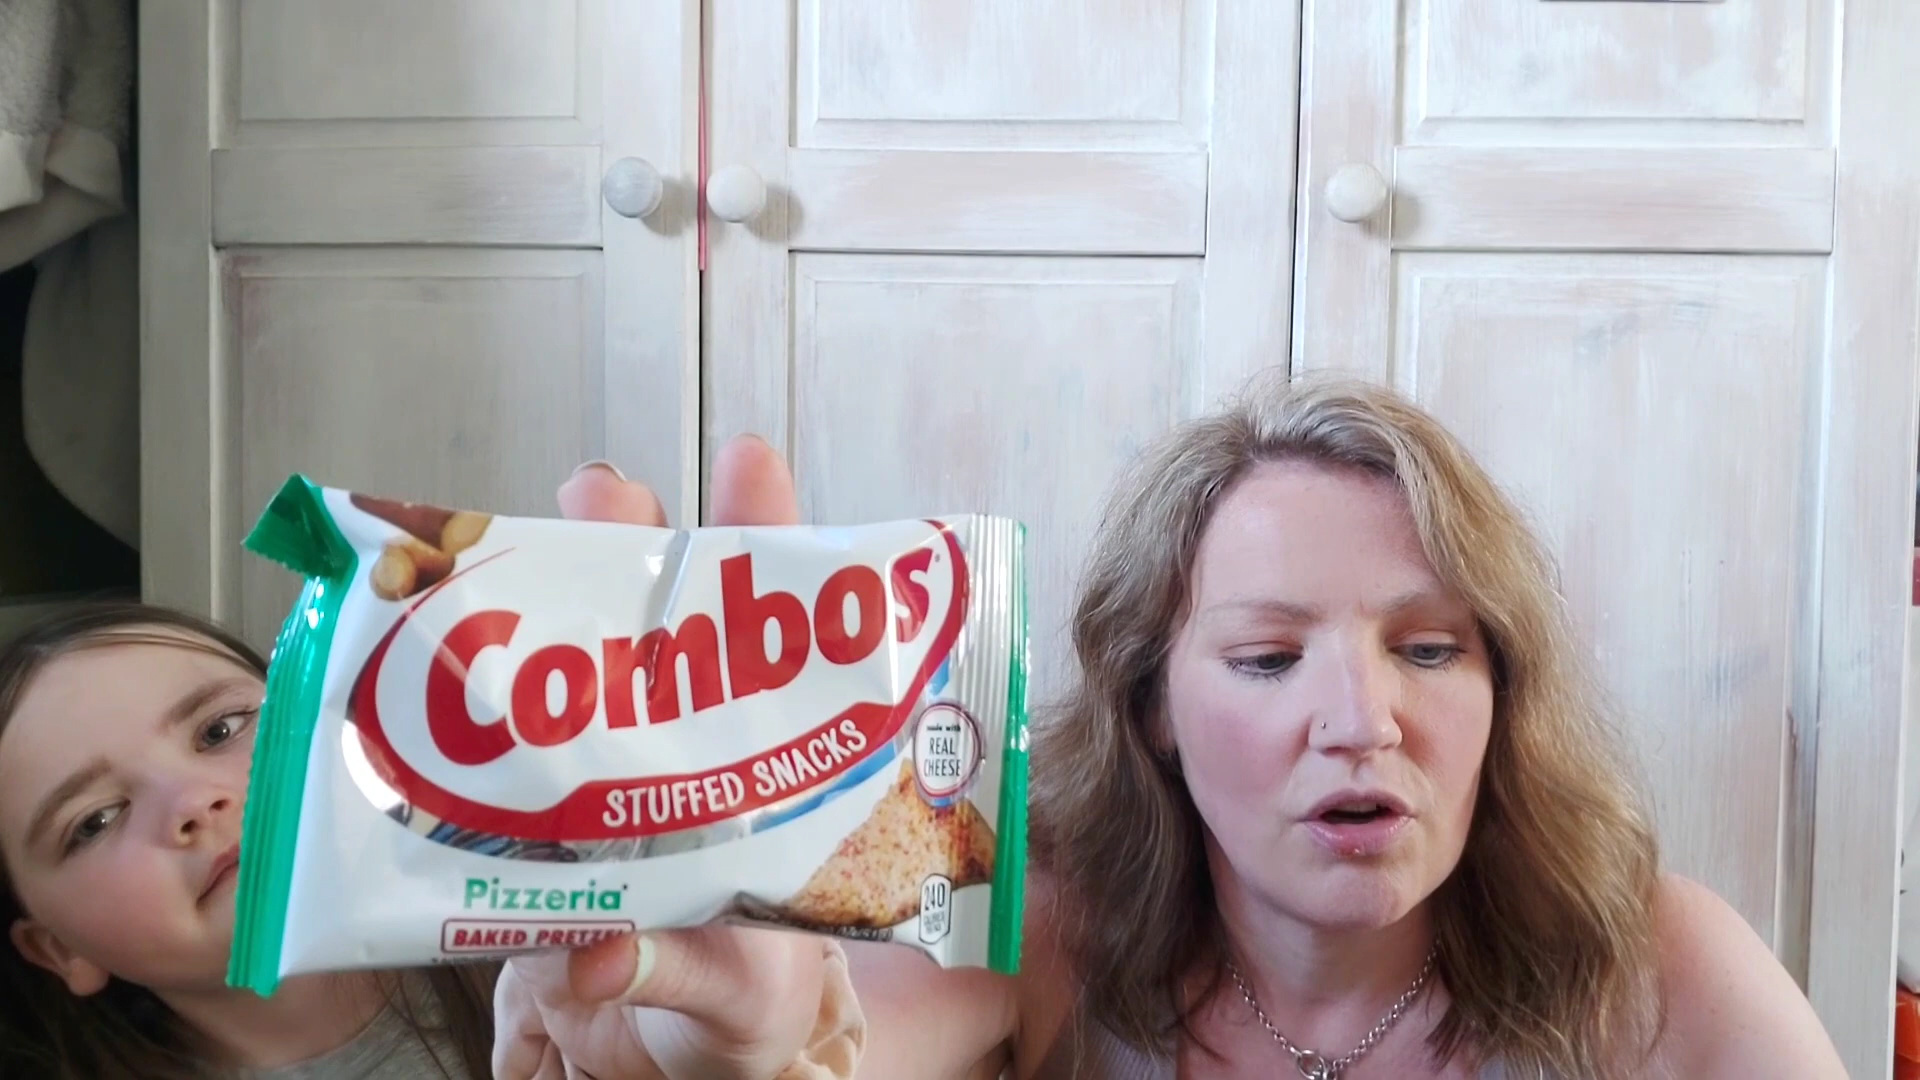 Combos
STUFFED SNACKS
made with
REAL
CHEESE
Pizzeria
BAKED PRETZEL
240